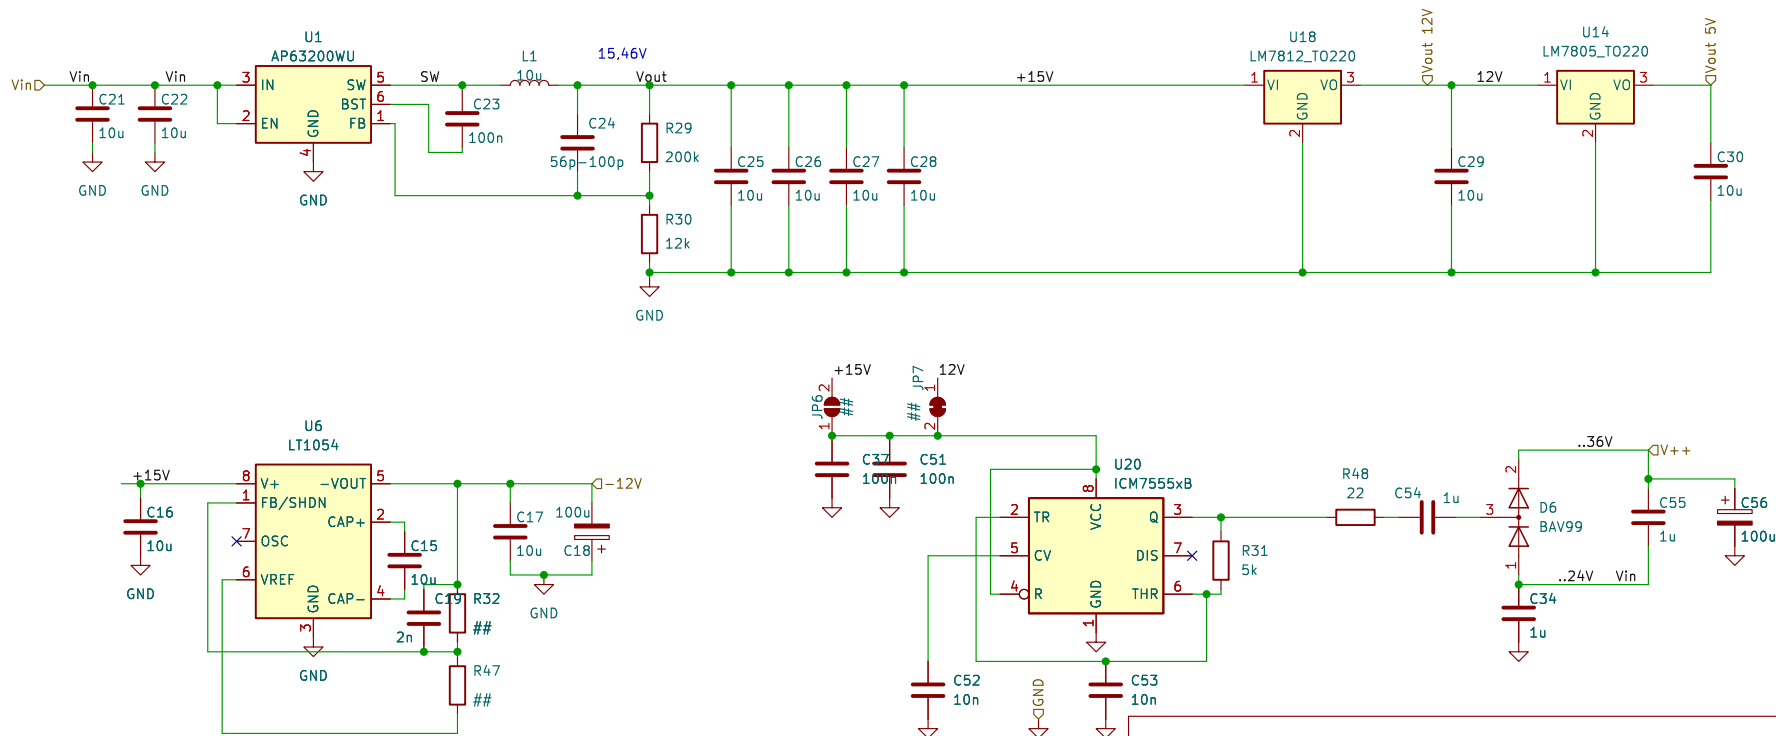 U1
AP63200WU
Vin
Vin
Vin
3
IN
2
EN
GND
4
SW
5
BST
6
FB
1
GND
C21
10u
GND
C22
10u
GND
SW
C23
100n
L1
10u
15,46V
Vout
C24
56p-100p
R29
200k
R30
12k
GND
C25
10u
C26
10u
C27
10u
C28
10u
+15V
U18
LM7812_TO220
1
VI
VO
3
GND
2
Vout 12V
12V
C29
10u
U14
LM7805_TO220
1
VI
VO
3
GND
2
Vout 5V
C30
10u
U6
LT1054
+15V
C16
10u
GND
8
V+
1
FB/SHDN
7
OSC
6
VREF
GND
3
GND
-VOUT
5
CAP+
2
CAP-
4
C15
10u
C19
2n
R32
##
R47
##
C17
10u
100u
C18
+
GND
-12V
+15V
2
JP6
##
1
12V
1
JP7
##
2
C37
100n
C51
100n
U20
ICM7555xB
8
VCC
2
TR
5
CV
4
R
GND
1
Q
3
DIS
7
THR
6
R31
5k
C52
10n
GND
C53
10n
R48
22
C54
1u
3
2
1
D6
BAV99
..36V
V++
C55
1u
+
C56
100u
..24V
Vin
C34
1u